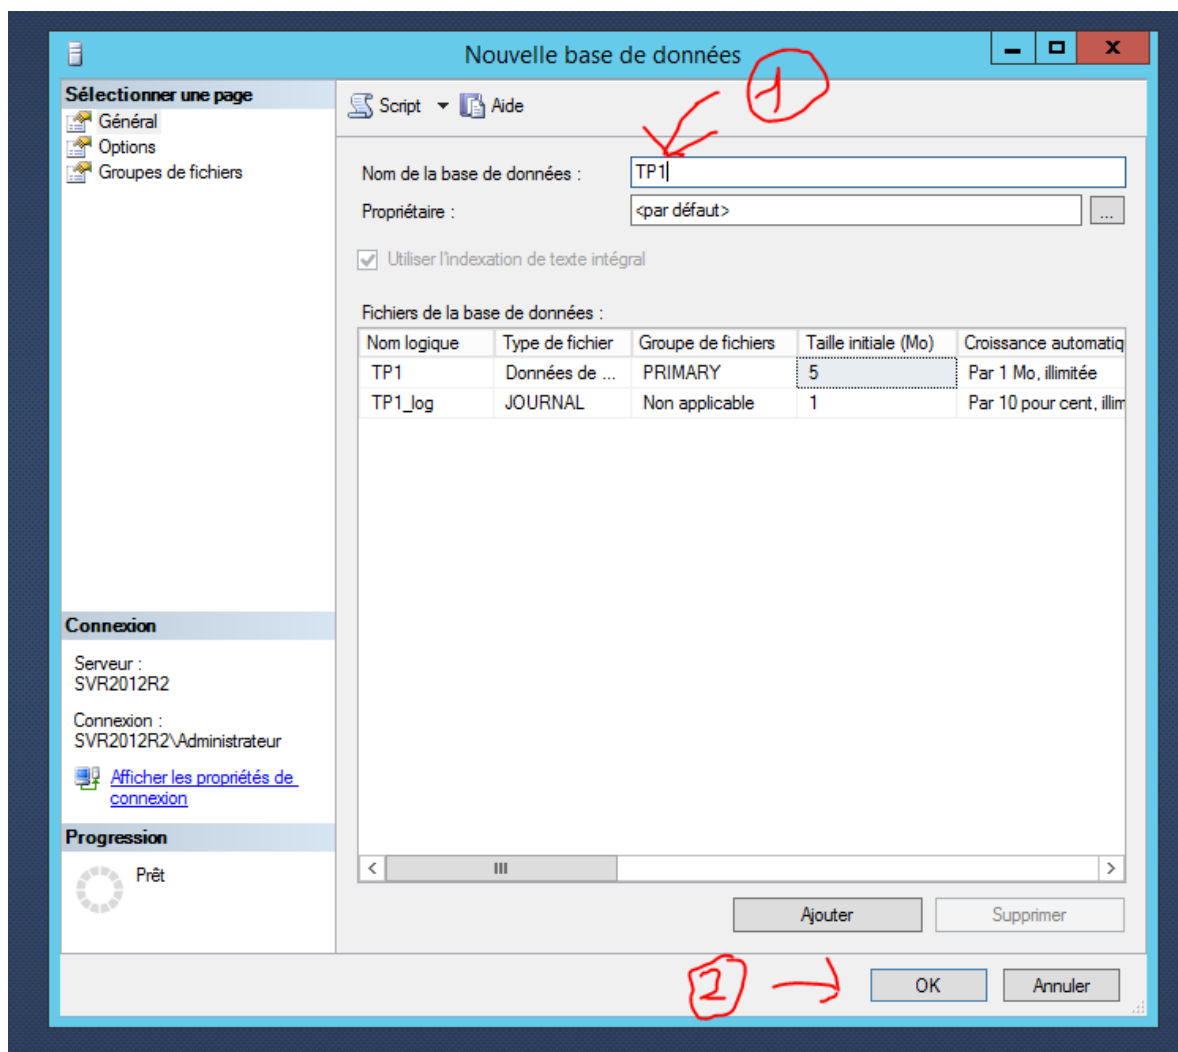 Nouvelle base de données
x
Sélectionner une page
Général
Options
Groupes de fichiers
Script
Aide
1
Nom de la base de données :
TP1
Propriétaire :
<par défaut>
...
Utiliser l'indexation de texte intégral
Fichiers de la base de données :
Nom logique Type de fichier Groupe de fichiers Taille initiale (Mo) Croissance automatiq
TP1 Données de ... PRIMARY 5 Par 1 Mo, illimitée
TP1_log JOURNAL Non applicable 1 Par 10 pour cent, illim
Connexion
Serveur :
SVR2012R2
Connexion :
SVR2012R2\Administrateur
Afficher les propriétés de
connexion
Progression
Prêt
Ajouter
Supprimer
2
OK
Annuler